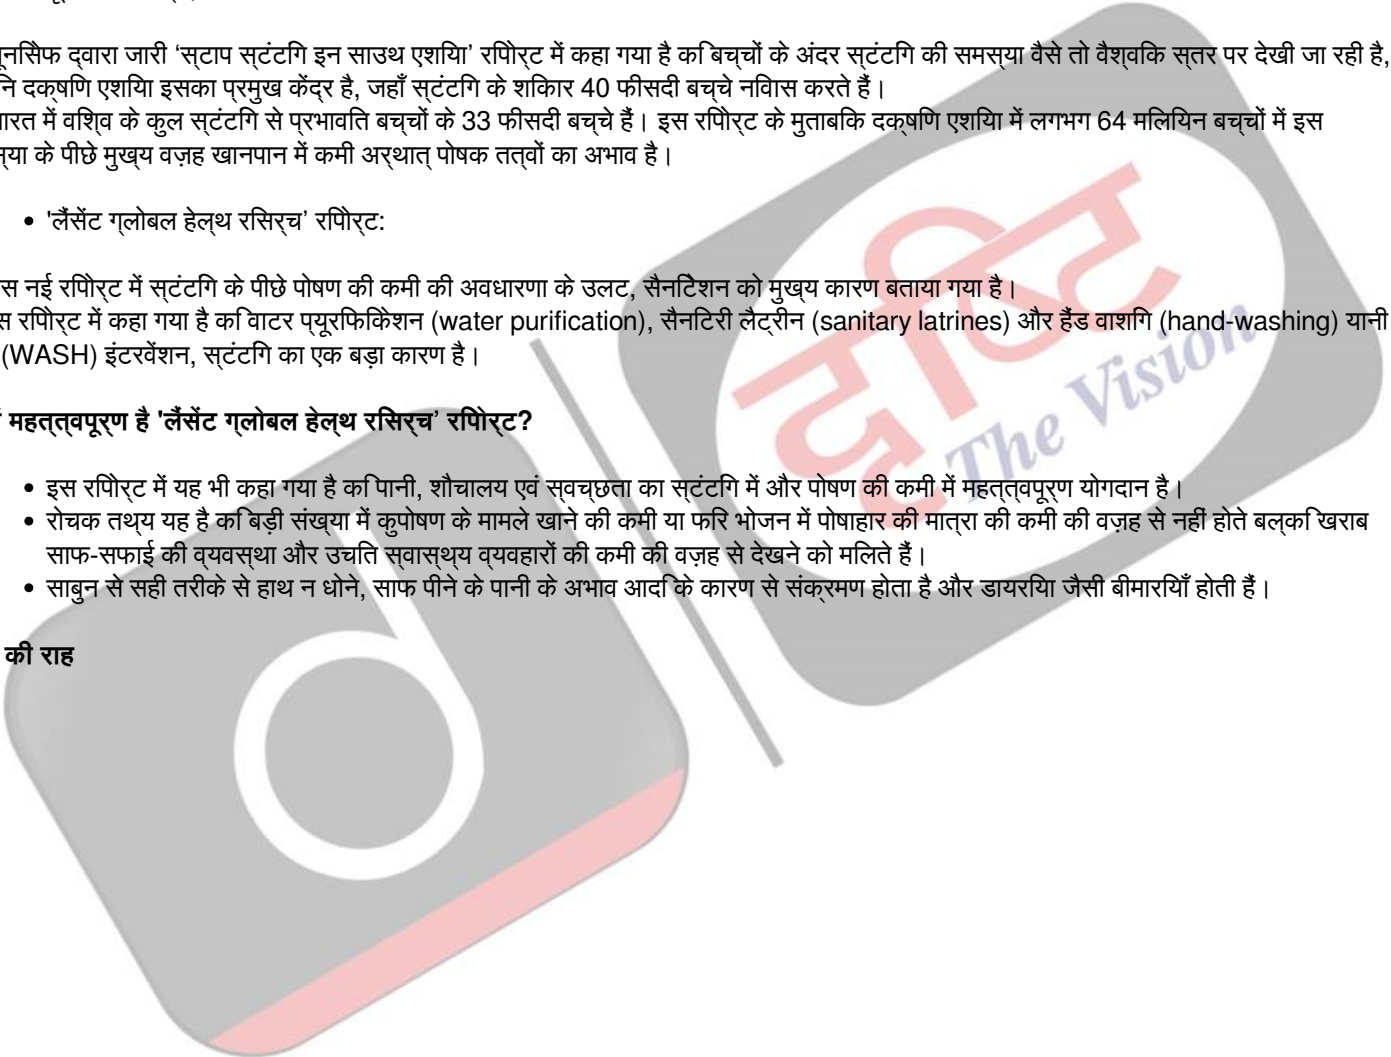 यूनिसेफ द्वारा जारी ‘स्टाप स्टंटिंग इन साउथ एशिया’ रिपोर्ट में कहा गया है कि बच्चों के अंदर स्टंटिंग की समस्या वैसे तो वैश्विक स्तर पर देखी जा रही है,
दक्षिण एशिया इसका प्रमुख केंद्र है, जहाँ स्टंटिंग के शिकार 40 फीसदी बच्चे निवास करते हैं।
भारत में विश्व के कुल स्टंटिंग से प्रभावित बच्चों के 33 फीसदी बच्चे हैं। इस रिपोर्ट के मुताबिक दक्षिण एशिया में लगभग 64 मिलियन बच्चों में इस
के पीछे मुख्य वज़ह खानपान में कमी अर्थात् पोषक तत्वों का अभाव है।
• 'लैंसेंट ग्लोबल हेल्थ रिसर्च’ रिपोर्ट:
नई रिपोर्ट में स्टंटिंग के पीछे पोषण की कमी की अवधारणा के उलट, सैनिटेशन को मुख्य कारण बताया गया है।
रिपोर्ट में कहा गया है कि वाटर प्यूरिफिकेशन (water purification), सैनिटरी लैट्रीन (sanitary latrines) और हैंड वाशिंग (hand-washing) यानी
(WASH) इंटरवेंशन, स्टंटिंग का एक बड़ा कारण है।
महत्त्वपूर्ण है 'लैंसेंट ग्लोबल हेल्थ रिसर्च’ रिपोर्ट?
• इस रिपोर्ट में यह भी कहा गया है कि पानी, शौचालय एवं स्वच्छता का स्टंटिंग में और पोषण की कमी में महत्त्वपूर्ण योगदान है।
• रोचक तथ्य यह है कि बड़ी संख्या में कुपोषण के मामले खाने की कमी या फिर भोजन में पोषाहार की मात्रा की कमी की वज़ह से नहीं होते बल्कि खराब
साफ-सफाई की व्यवस्था और उचित स्वास्थ्य व्यवहारों की कमी की वज़ह से देखने को मिलते हैं।
• साबुन से सही तरीके से हाथ न धोने, साफ पीने के पानी के अभाव आदि के कारण से संक्रमण होता है और डायरिया जैसी बीमारियाँ होती हैं।
की राह
दृष्टि
The Vision